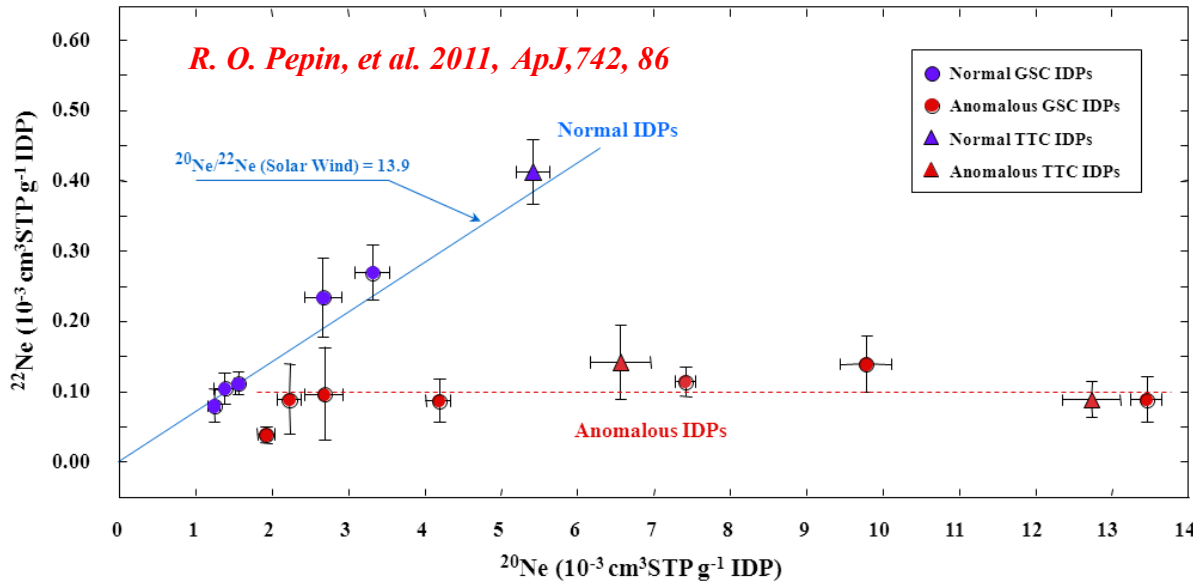 R. O. Pepin, et al. 2011, ApJ,742, 86
0.60
0.50
0.40
0.30
0.20
0.10
0.00
²²Ne (10⁻³ cm³STP g⁻¹ IDP)
Normal GSC IDPs
Anomalous GSC IDPs
Normal TTC IDPs
Anomalous TTC IDPs
Normal IDPs
²⁰Ne/²²Ne (Solar Wind) = 13.9
Anomalous IDPs
0 1 2 3 4 5 6 7 8 9 10 11 12 13 14
²⁰Ne (10⁻³ cm³STP g⁻¹ IDP)